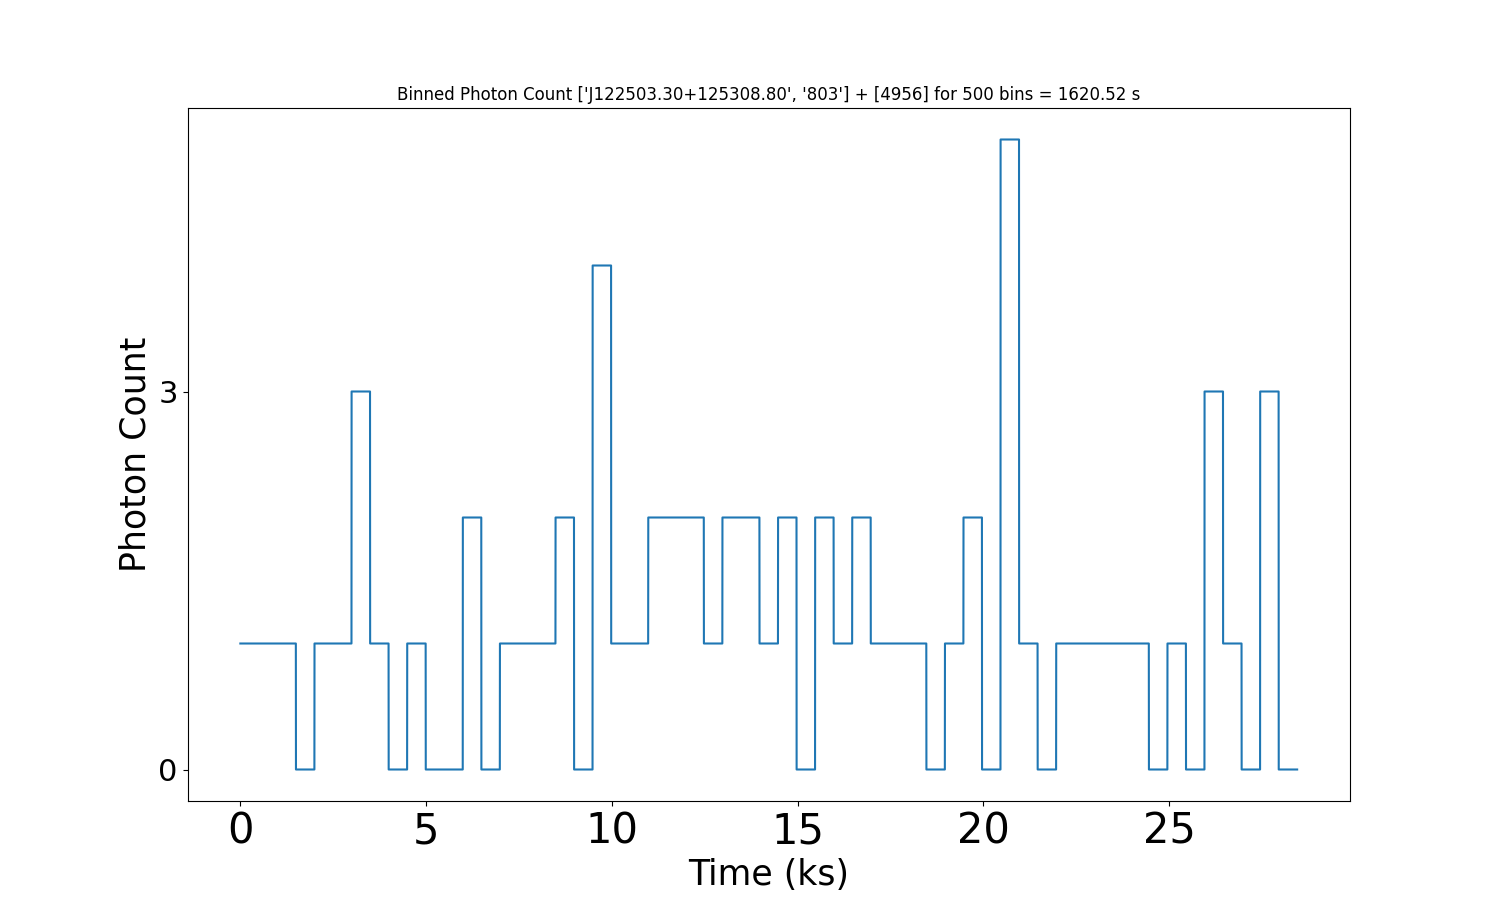 Binned Photon Count ['J122503.30+125308.80', '803'] + [4956] for 500 bins = 1620.52 s
Photon Count
3
0
0 5 10 15 20 25
Time (ks)